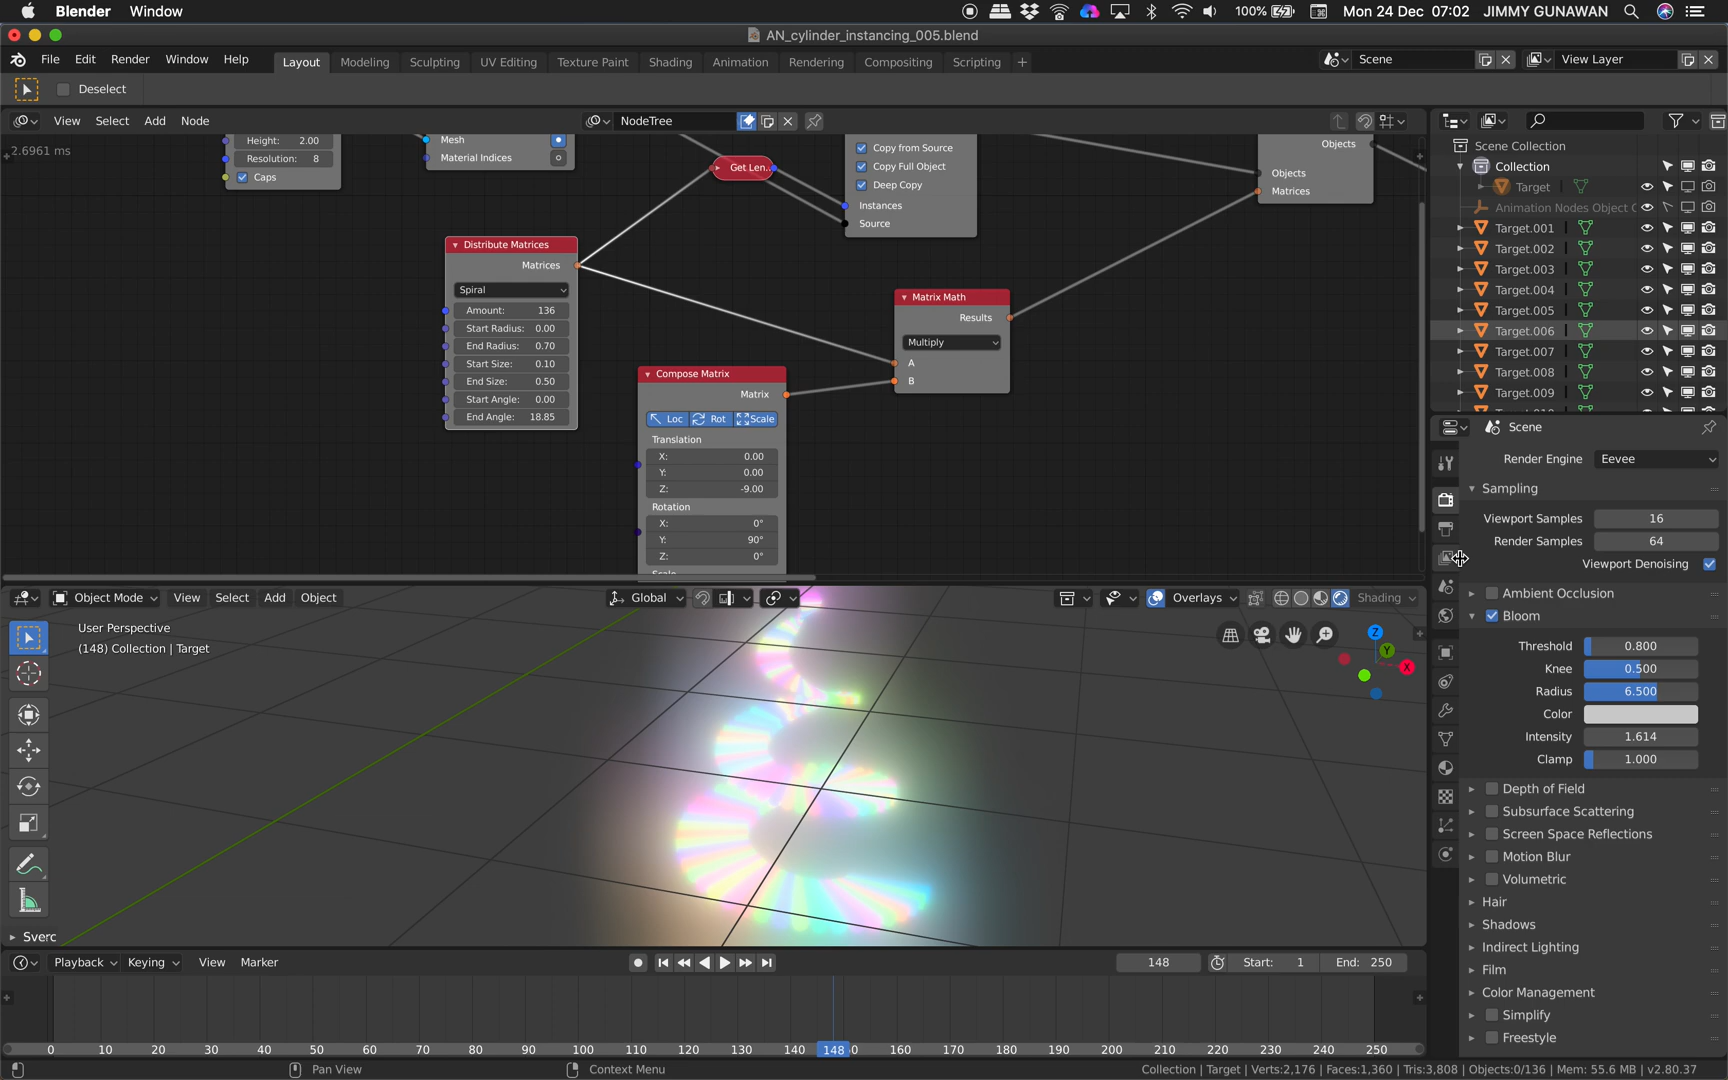 Blender Window 100% Mon 24 Dec 07:02 JIMMY GUNAWAN
AN_cylinder_instancing_005.blend
File Edit Render Window Help Layout Modeling Sculpting UV Editing Texture Paint Shading Animation Rendering Compositing Scripting + Scene View Layer
Deselect
View Select Add Node NodeTree
2.6961 ms
Height: 2.00
Resolution: 8
Caps
Mesh
Material Indices
Get Len..
Copy from Source
Copy Full Object
Deep Copy
Instances
Source
Objects
Objects
Matrices
Distribute Matrices
Matrices
Spiral
Amount: 136
Start Radius: 0.00
End Radius: 0.70
Start Size: 0.10
End Size: 0.50
Start Angle: 0.00
End Angle: 18.85
Compose Matrix
Matrix
Loc Rot Scale
Translation
X: 0.00
Y: 0.00
Z: -9.00
Rotation
X: 0°
Y: 90°
Z: 0°
Matrix Math
Results
Multiply
A
B
Scene Collection
Collection
Target
Animation Nodes Object C
Target.001
Target.002
Target.003
Target.004
Target.005
Target.006
Target.007
Target.008
Target.009
Scene
Render Engine Eevee
Sampling
Viewport Samples 16
Render Samples 64
Viewport Denoising
Ambient Occlusion
Bloom
Threshold 0.800
Knee 0.500
Radius 6.500
Color
Intensity 1.614
Clamp 1.000
Depth of Field
Subsurface Scattering
Screen Space Reflections
Motion Blur
Volumetric
Hair
Shadows
Indirect Lighting
Film
Color Management
Simplify
Freestyle
Object Mode View Select Add Object Global Overlays Shading
User Perspective
(148) Collection | Target
Z
Y
X
Sverc
Playback Keying View Marker 148 Start: 1 End: 250
0 10 20 30 40 50 60 70 80 90 100 110 120 130 140 148 160 170 180 190 200 210 220 230 240 250
Pan View Context Menu Collection | Target | Verts:2,176 | Faces:1,360 | Tris:3,808 | Objects:0/136 | Mem: 55.6 MB | v2.80.37